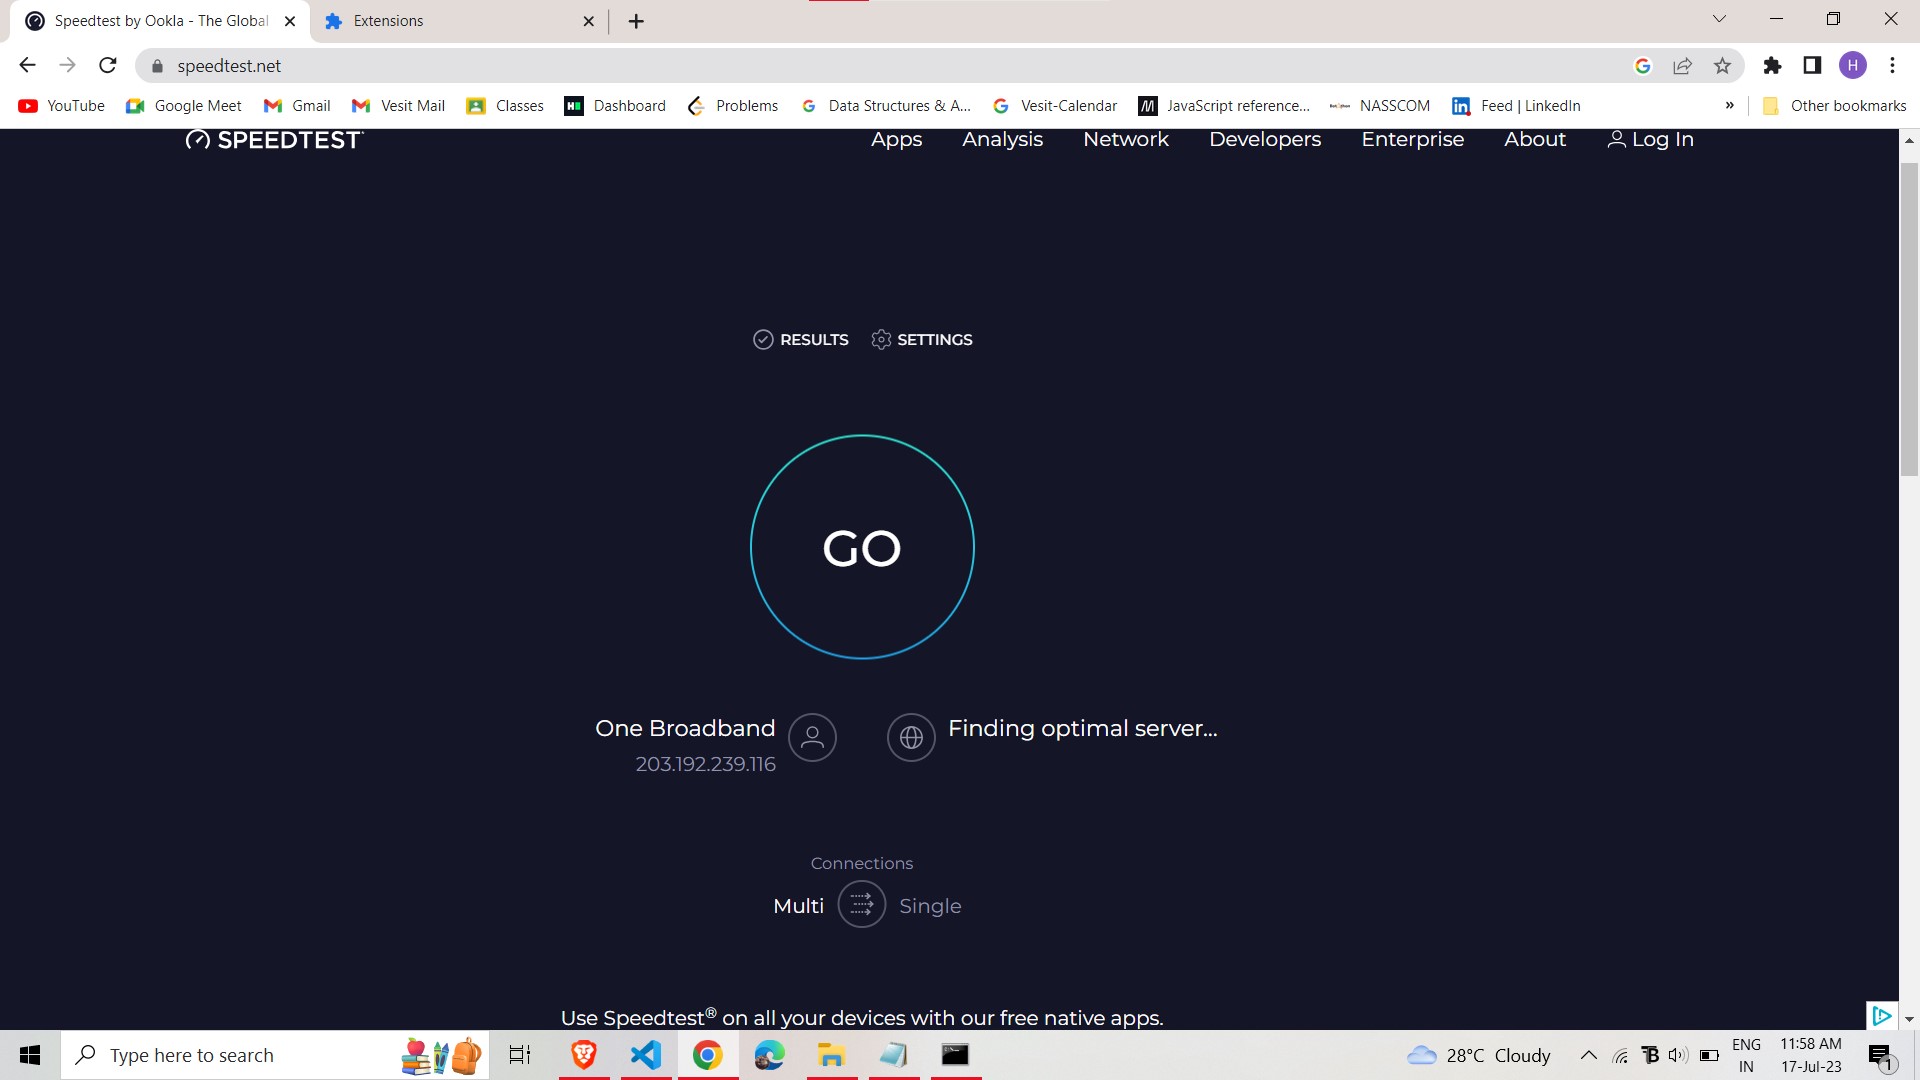 Speedtest by Ookla - The Global
Extensions
speedtest.net
H
YouTube
Google Meet
Gmail
Vesit Mail
Classes
Dashboard
Problems
Data Structures & A...
Vesit-Calendar
JavaScript reference...
NASSCOM
Feed | LinkedIn
»
Other bookmarks
SPEEDTEST
Apps
Analysis
Network
Developers
Enterprise
About
Log In
RESULTS
SETTINGS
GO
One Broadband
203.192.239.116
Finding optimal server...
Connections
Multi
Single
Use Speedtest® on all your devices with our free native apps.
Type here to search
28°C Cloudy
ENG
IN
11:58 AM
17-Jul-23
1